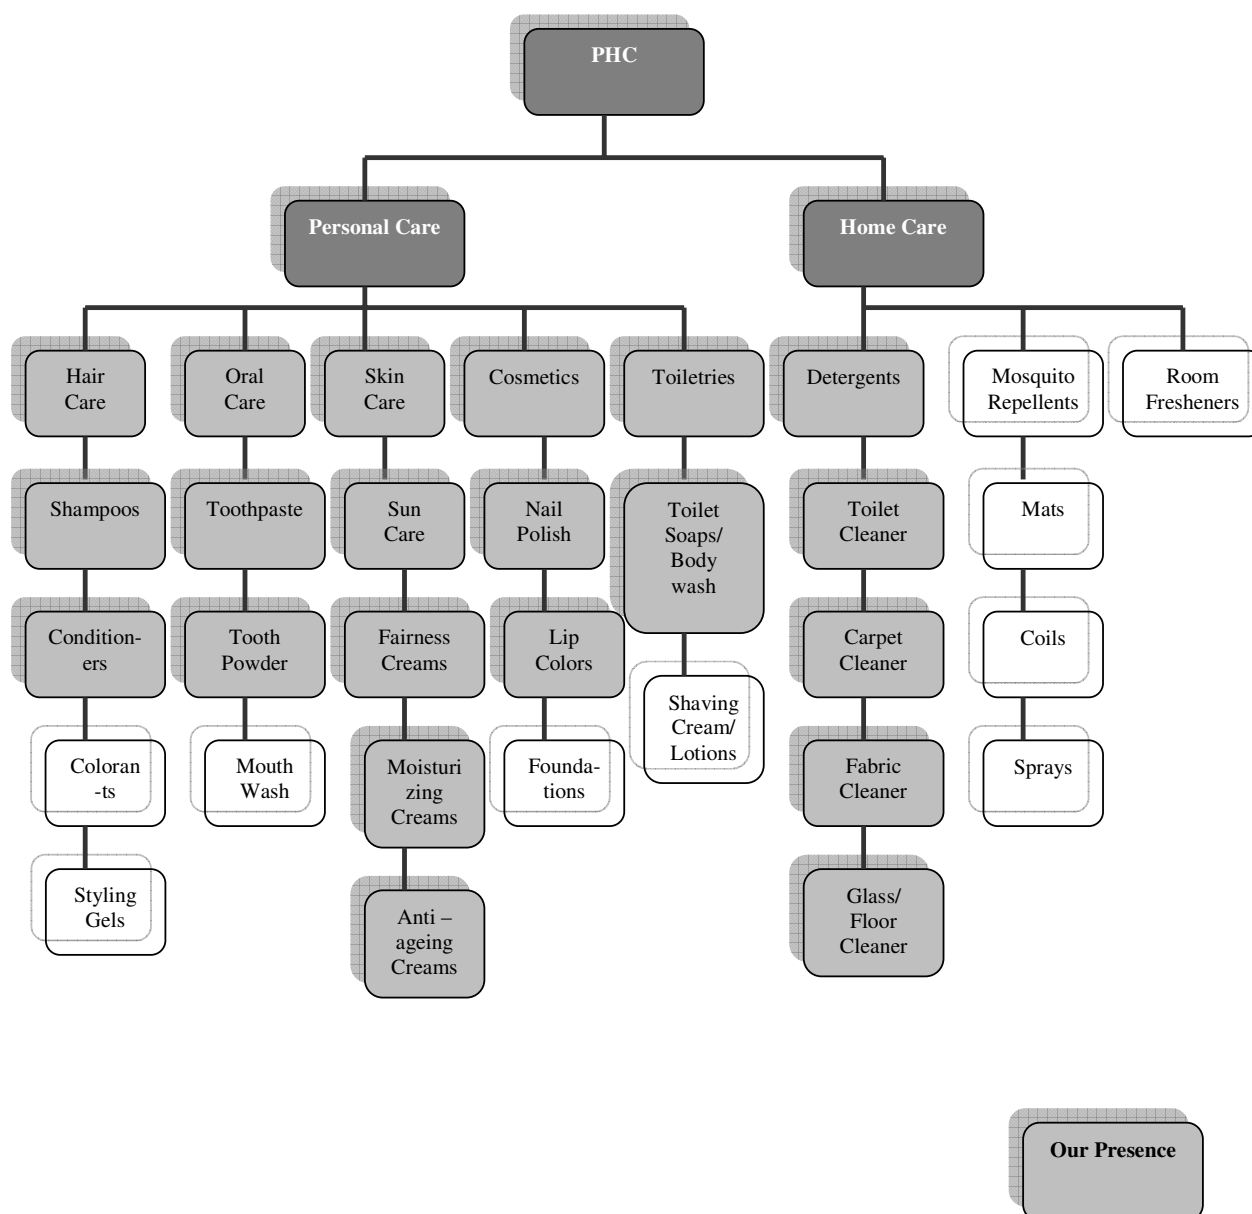 PHC
Personal Care
Home Care
Hair
Care
Oral
Care
Skin
Care
Cosmetics
Toiletries
Detergents
Mosquito
Repellents
Room
Fresheners
Shampoos
Toothpaste
Sun
Care
Nail
Polish
Toilet
Soaps/
Body
wash
Toilet
Cleaner
Mats
Condition-
ers
Tooth
Powder
Fairness
Creams
Lip
Colors
Carpet
Cleaner
Coils
Shaving
Cream/
Lotions
Coloran
-ts
Mouth
Wash
Moisturi
zing
Creams
Founda-
tions
Fabric
Cleaner
Sprays
Styling
Gels
Anti –
ageing
Creams
Glass/
Floor
Cleaner
Our Presence